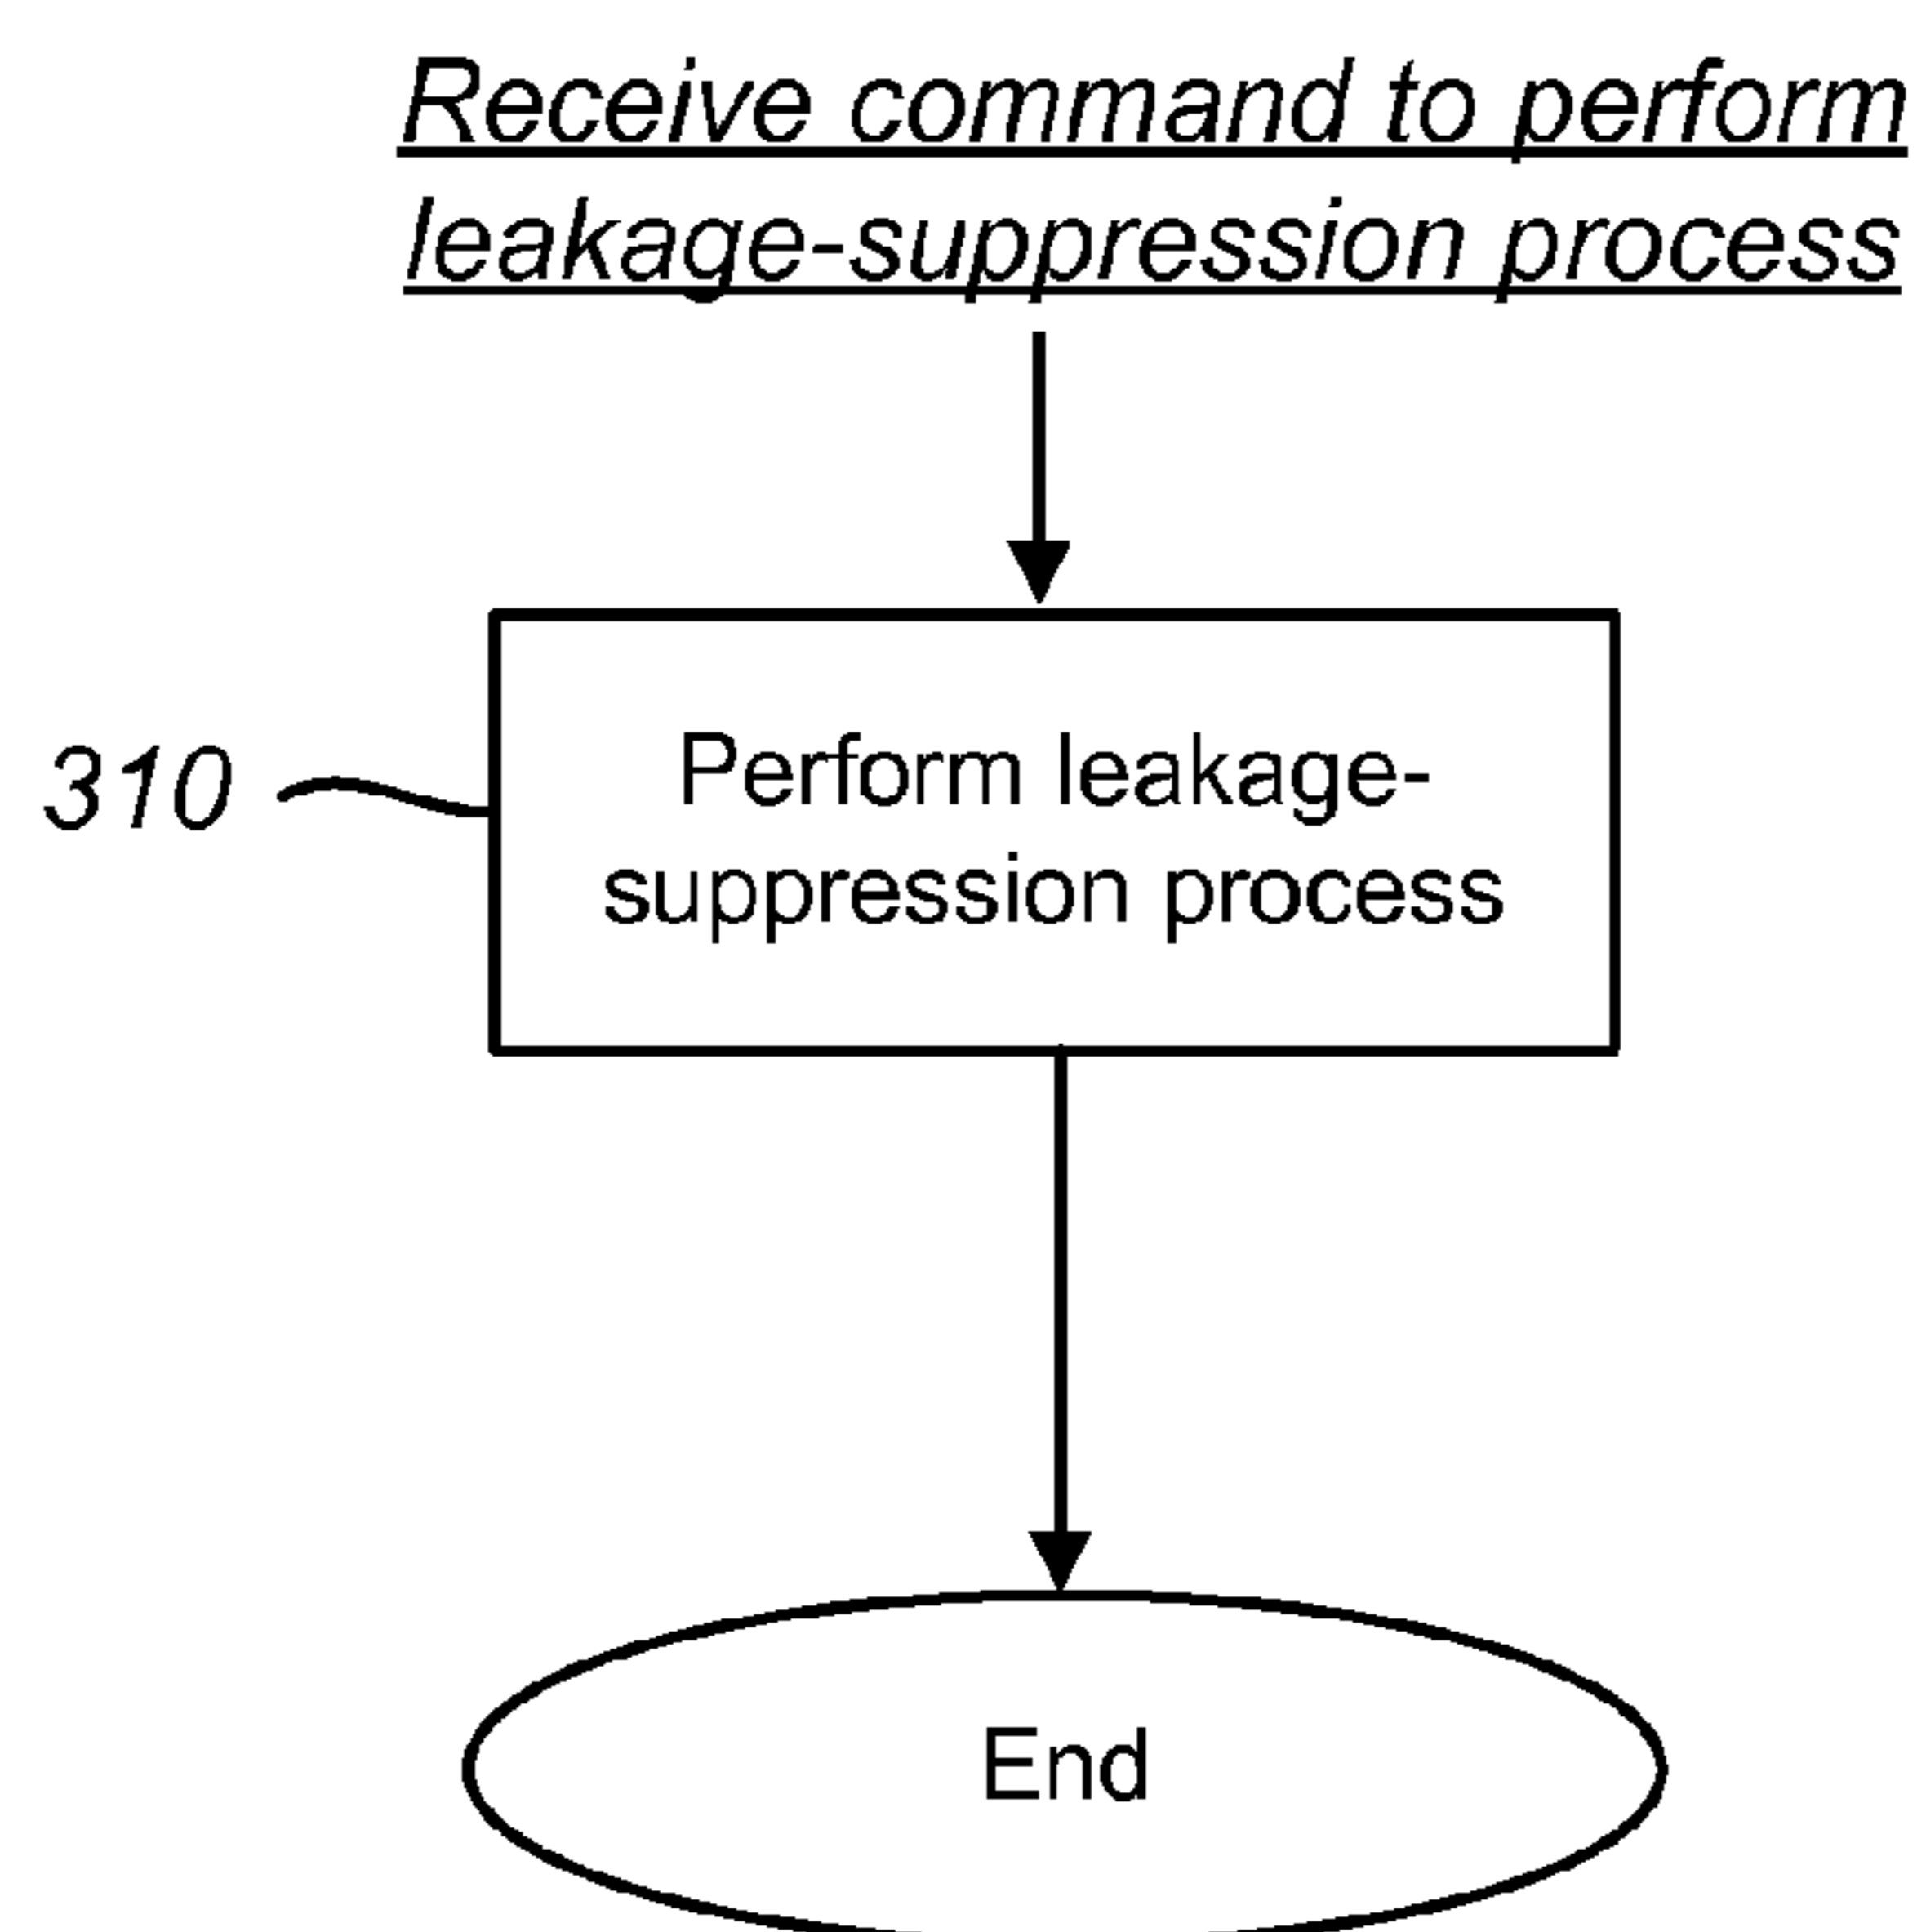 Receive command to perform
leakage-suppression process
310
Perform leakage-
suppression process
End